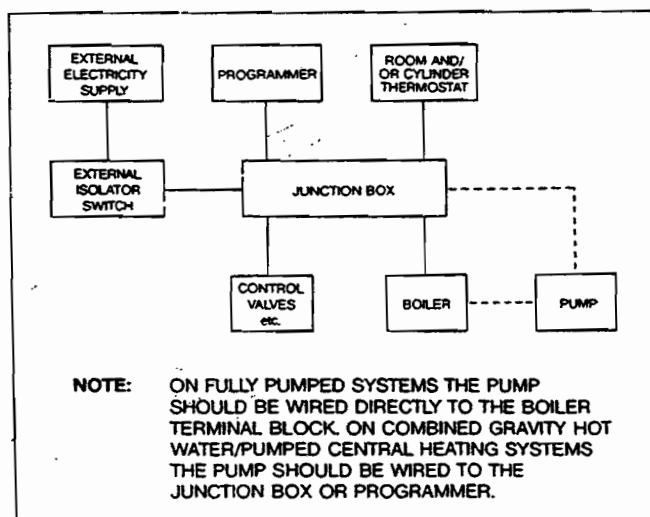 EXTERNAL
ELECTRICITY
SUPPLY
PROGRAMMER
ROOM AND/
OR CYLINDER
THERMOSTAT
EXTERNAL
ISOLATOR
SWITCH
JUNCTION BOX
CONTROL
VALVES
etc.
BOILER
PUMP
NOTE: ON FULLY PUMPED SYSTEMS THE PUMP
SHOULD BE WIRED DIRECTLY TO THE BOILER
TERMINAL BLOCK. ON COMBINED GRAVITY HOT
WATER/PUMPED CENTRAL HEATING SYSTEMS
THE PUMP SHOULD BE WIRED TO THE
JUNCTION BOX OR PROGRAMMER.